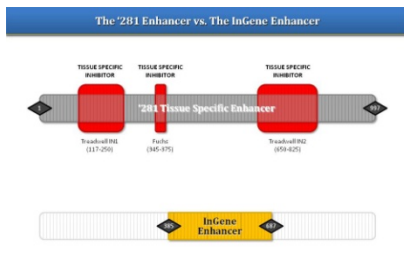 The '281 Enhancer vs. The InGene Enhancer
TISSUE SPECIFIC
INHIBITOR
TISSUE SPECIFIC
INHIBITOR
TISSUE SPECIFIC
INHIBITOR
1
'281 Tissue Specific Enhancer
997
Treadwell IN1
(117-250)
Fuchs
(345-375)
Treadwell IN2
(650-825)
385
InGene
Enhancer
687